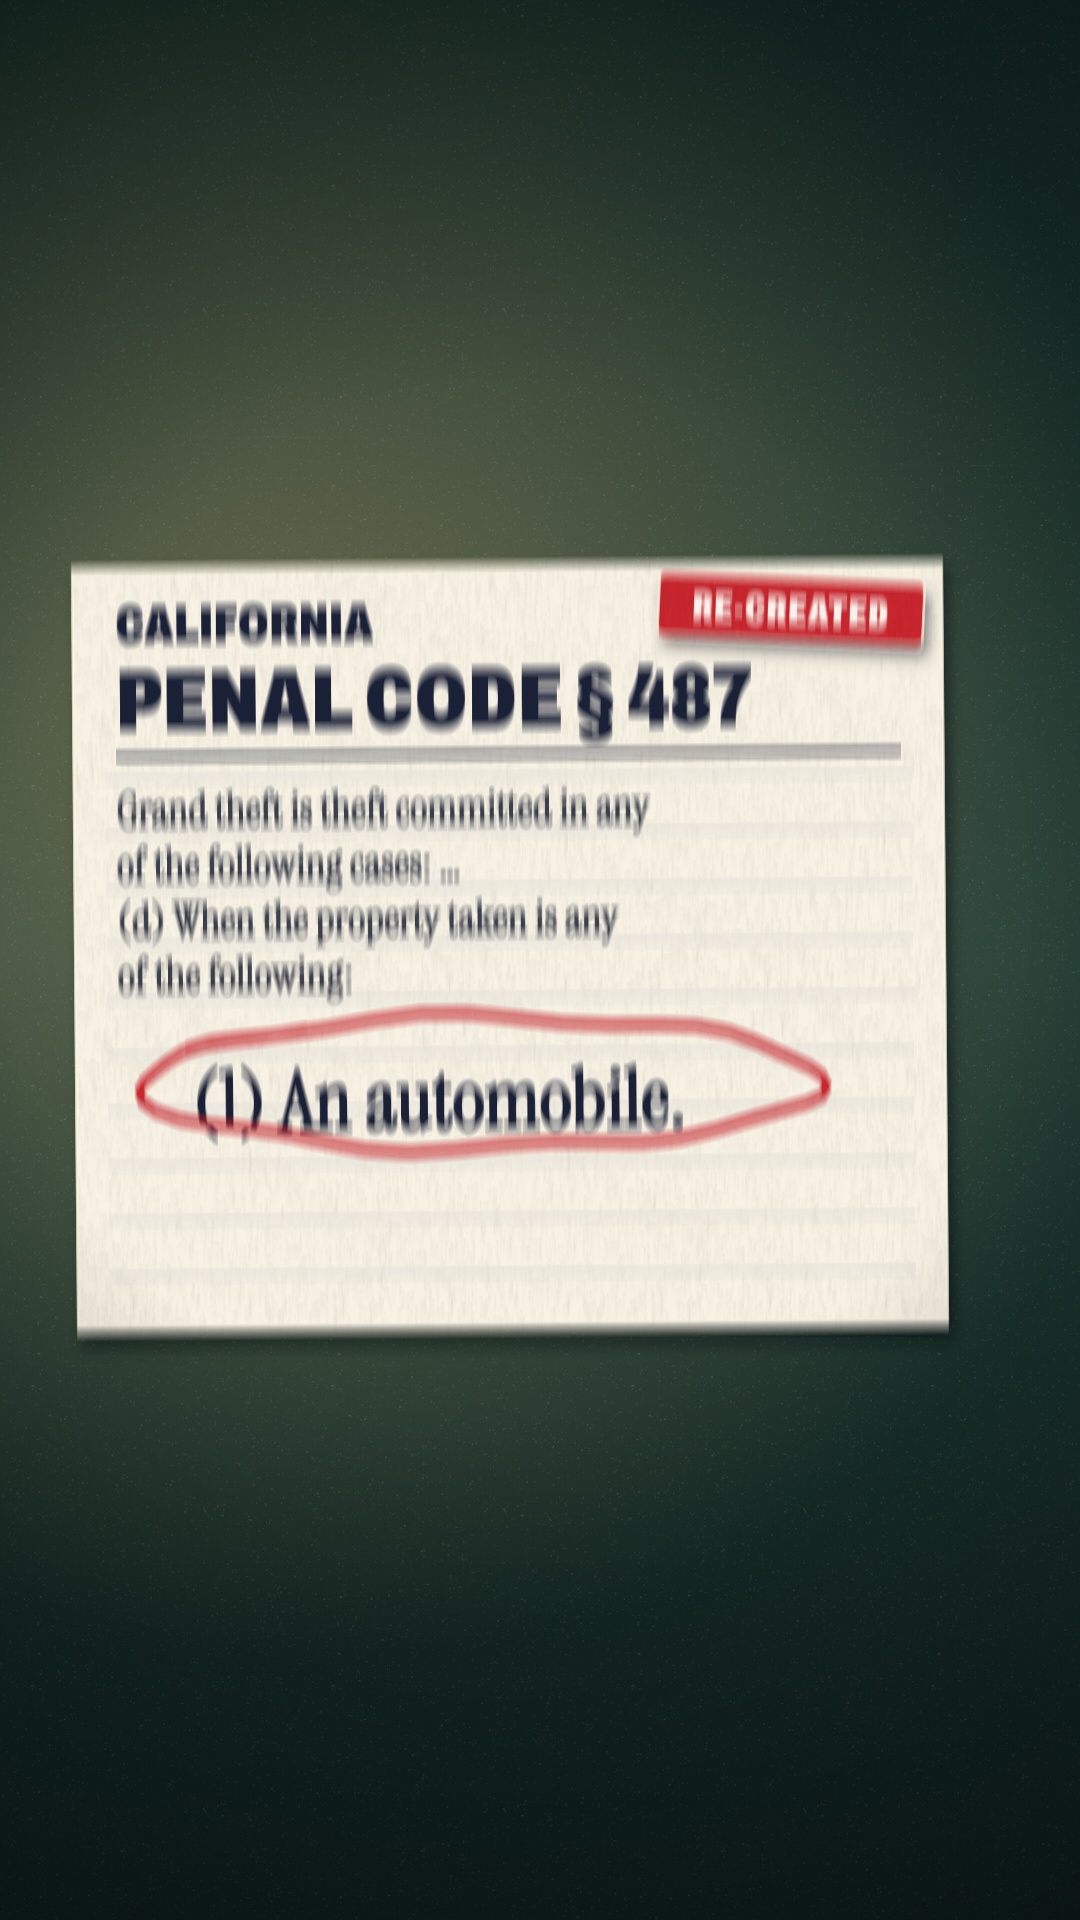 CALIFORNIA
RE-CREATED
PENAL CODE § 487
Grand theft is theft committed in any
of the following cases: ...
(d) When the property taken is any
of the following:
(1) An automobile.